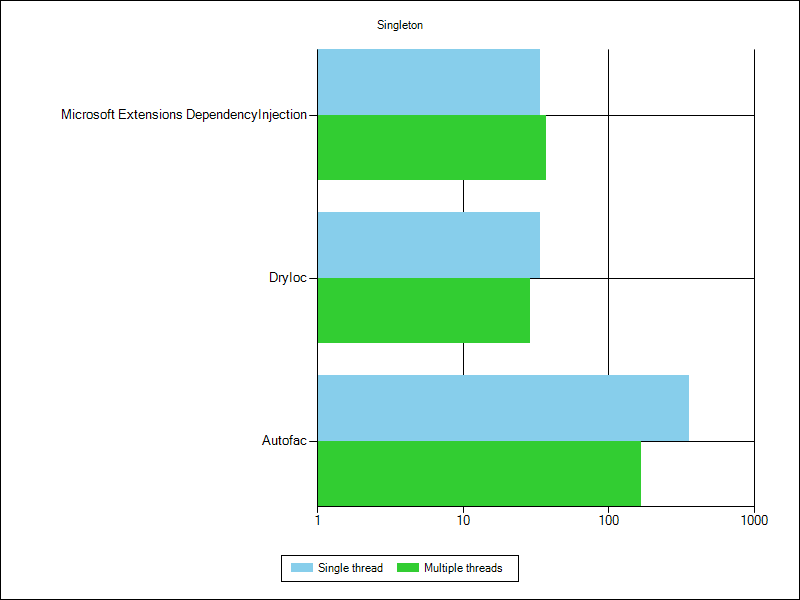 Singleton
Microsoft Extensions DependencyInjection
DryIoc
Autofac
1 10 100 1000
Single thread Multiple threads